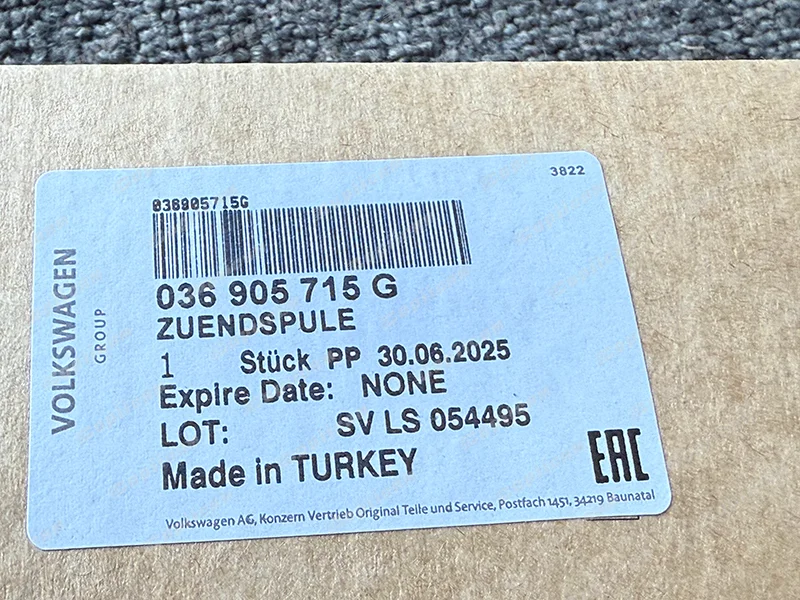 3822
036905715G
036 905 715 G
ZUENDSPULE
1 Stück PP 30.06.2025
Expire Date: NONE
LOT: SV LS 054495
Made in TURKEY
EAC
Volkswagen AG, Konzern Vertrieb Original Teile und Service, Postfach 1451, 34219 Baunatal
VOLKSWAGEN
GROUP